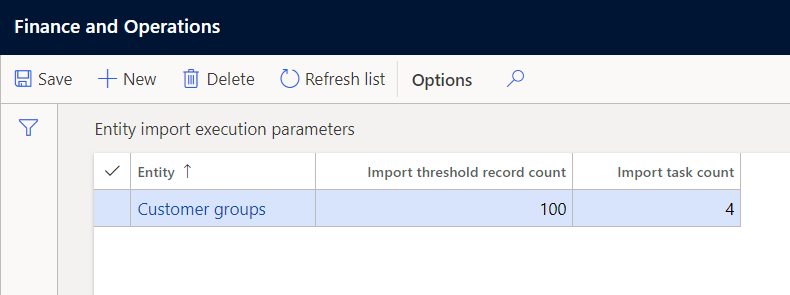 Finance and Operations
Save New Delete Refresh list Options
Entity import execution parameters
Entity ↑ Import threshold record count Import task count
Customer groups 100 4